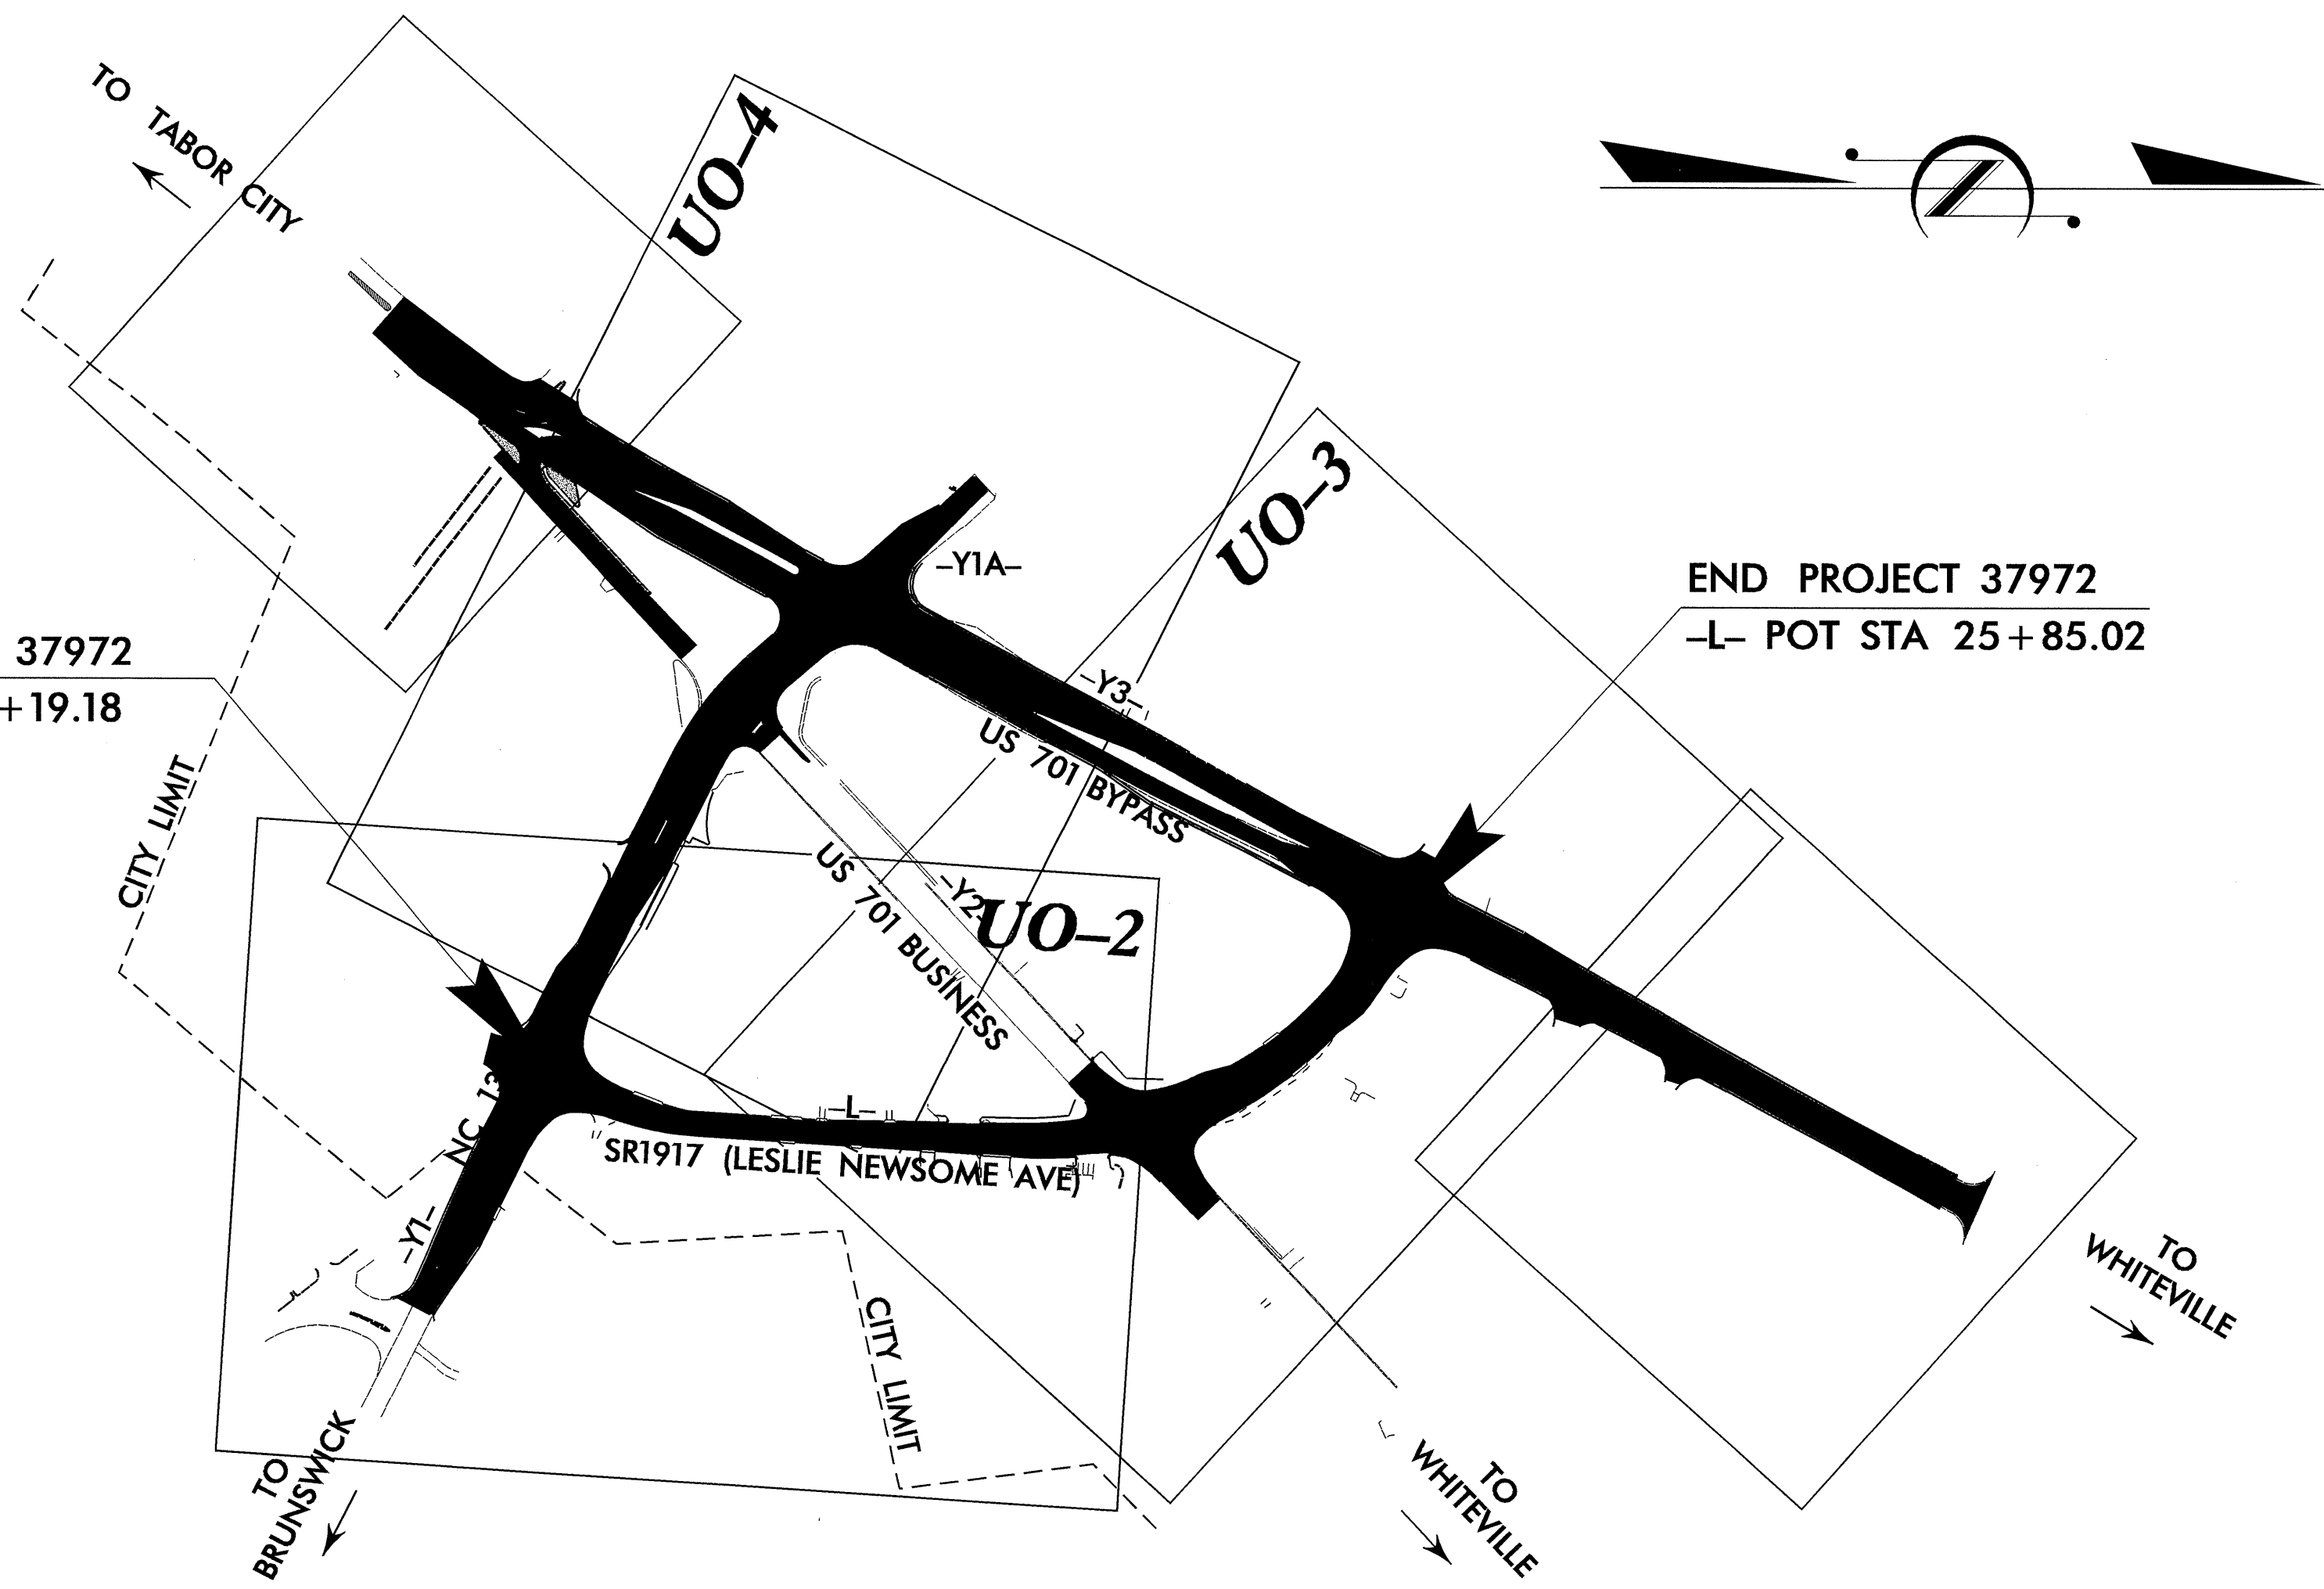 TO TABOR CITY
UO–4
UO–3
–Y1A–
END PROJECT 37972
–L– POT STA 25+85.02
37972
+19.18
–Y3–
US 701 BYPASS
CITY LIMIT
US 701 BUSINESS
–Y2–
UO–2
NC 13
–L–
SR1917 (LESLIE NEWSOME AVE)
–Y1–
CITY LIMIT
TO
BRUNSWICK
TO
WHITEVILLE
TO
WHITEVILLE